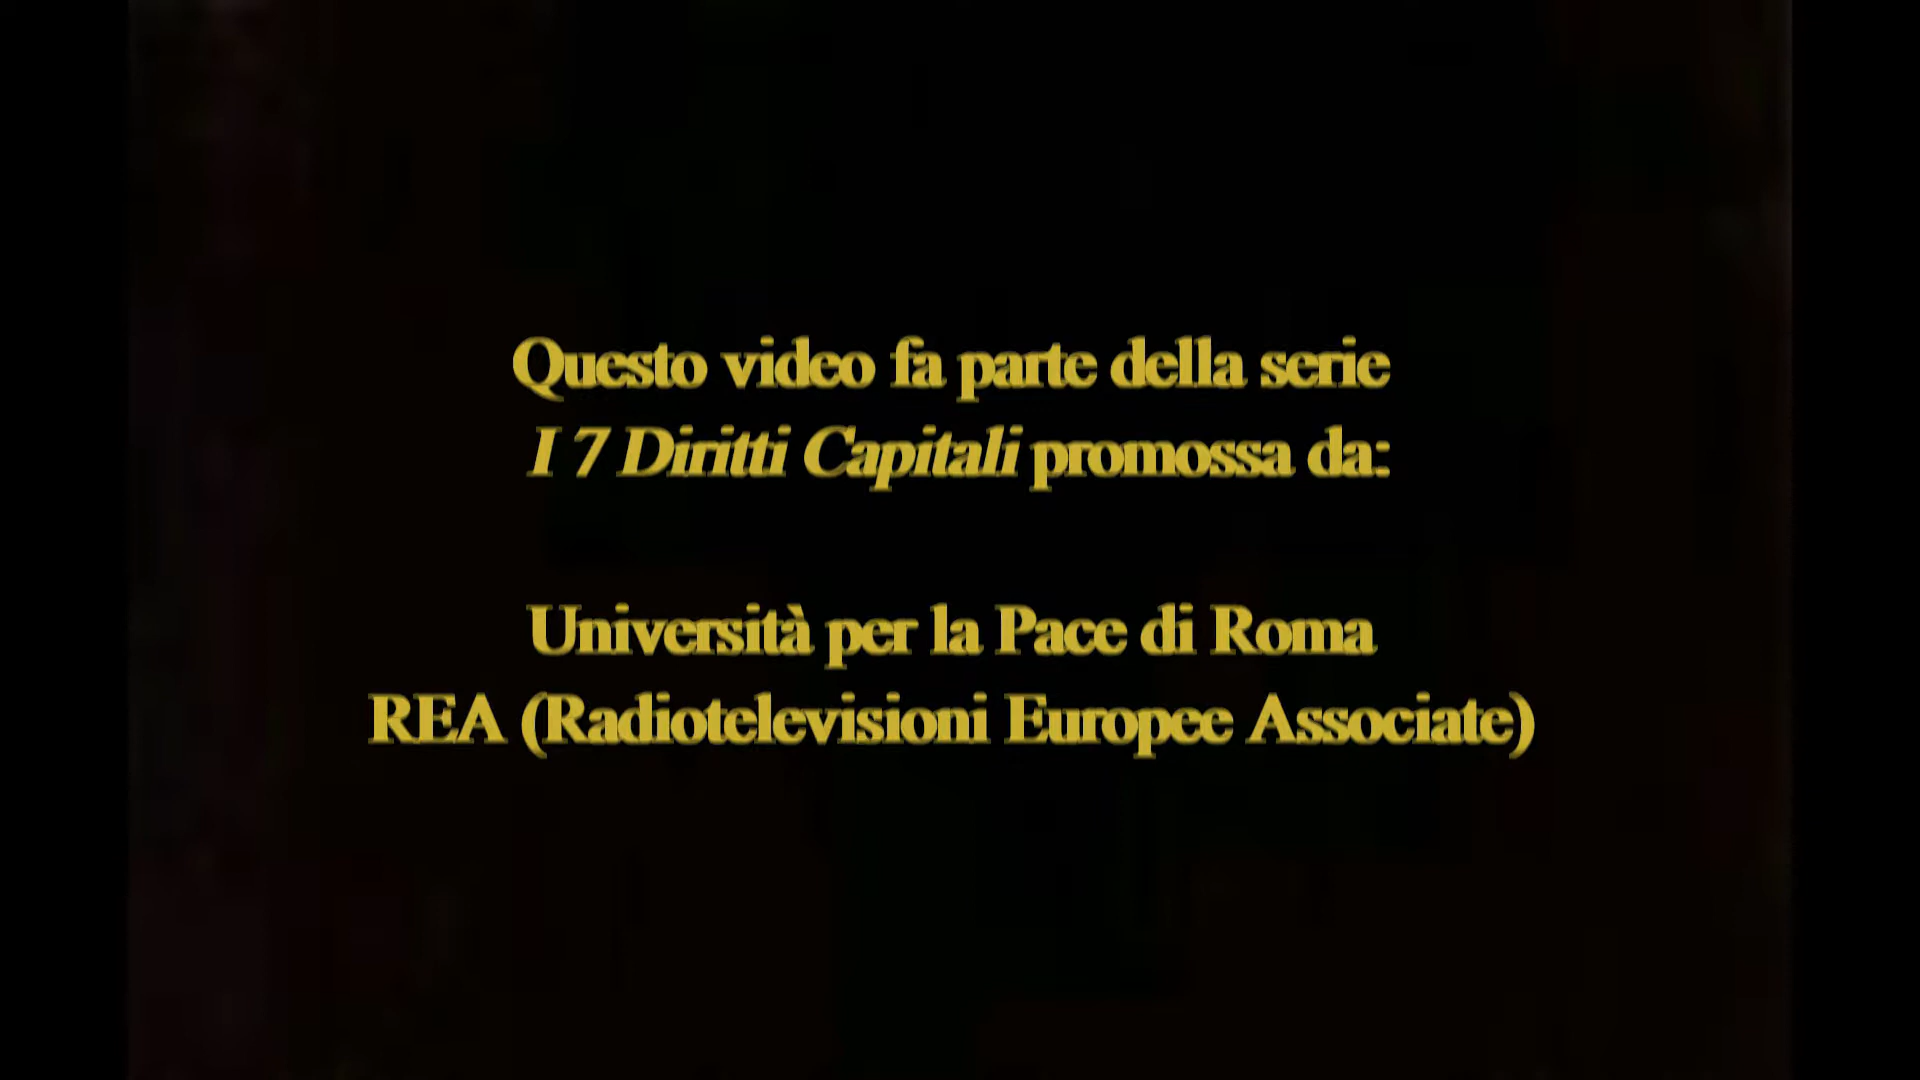 Questo video fa parte della serie
I 7 Diritti Capitali promossa da:
Università per la Pace di Roma
REA (Radiotelevisioni Europee Associate)